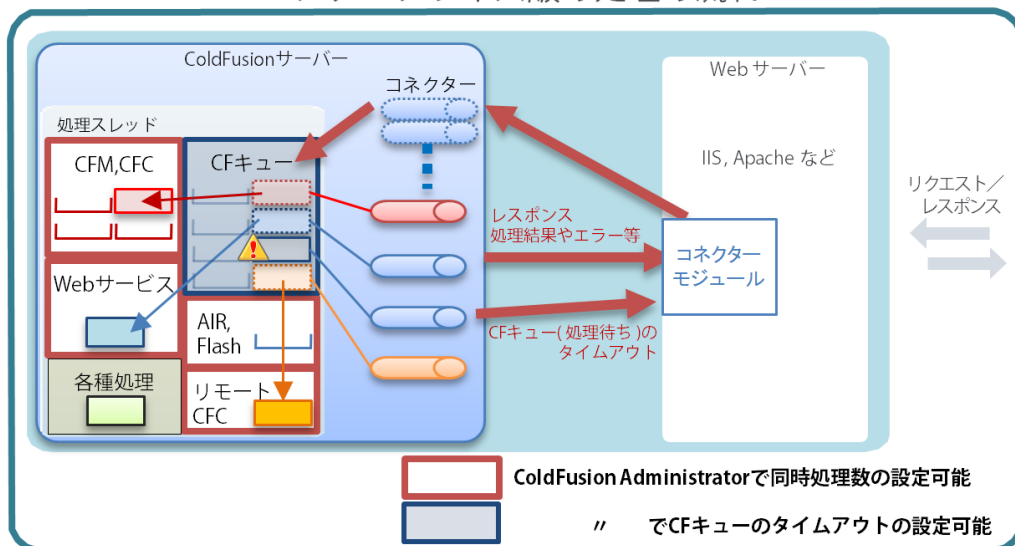 ColdFusionサーバー
コネクター
Web サーバー
処理スレッド
CFM,CFC
CFキュー
IIS, Apache など
リクエスト／
レスポンス
レスポンス
処理結果やエラー等
コネクター
モジュール
Webサービス
AIR,
Flash
CFキュー( 処理待ち )の
タイムアウト
各種処理
リモート
CFC
ColdFusion Administratorで同時処理数の設定可能
〃 でCFキューのタイムアウトの設定可能